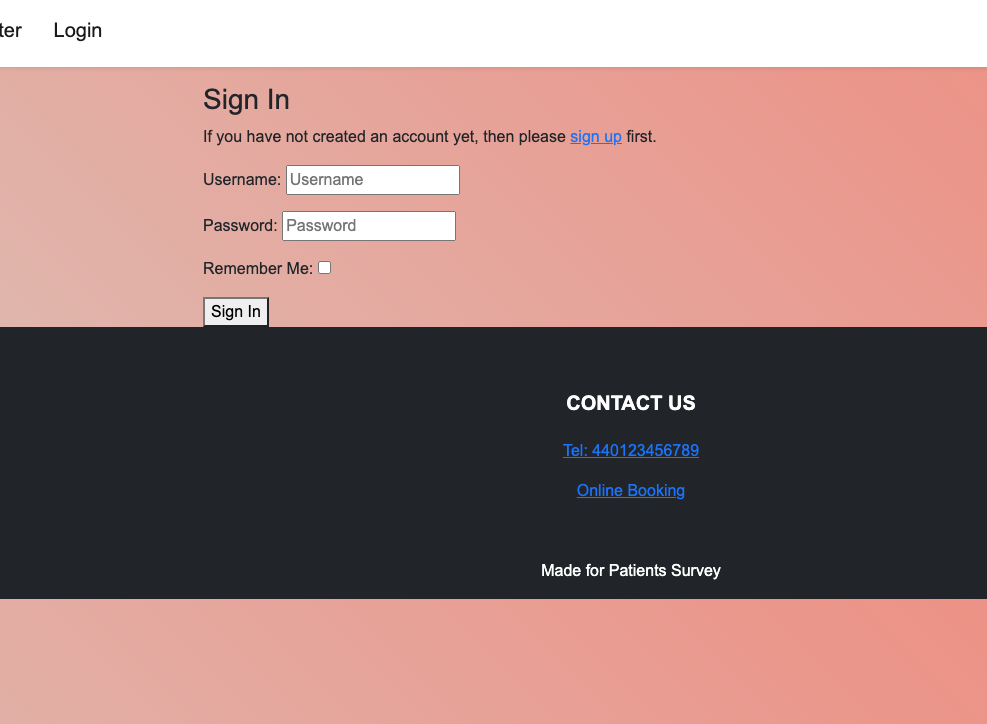 ter Login
Sign In
If you have not created an account yet, then please sign up first.
Username: Username
Password: Password
Remember Me:
Sign In
CONTACT US
Tel: 440123456789
Online Booking
Made for Patients Survey